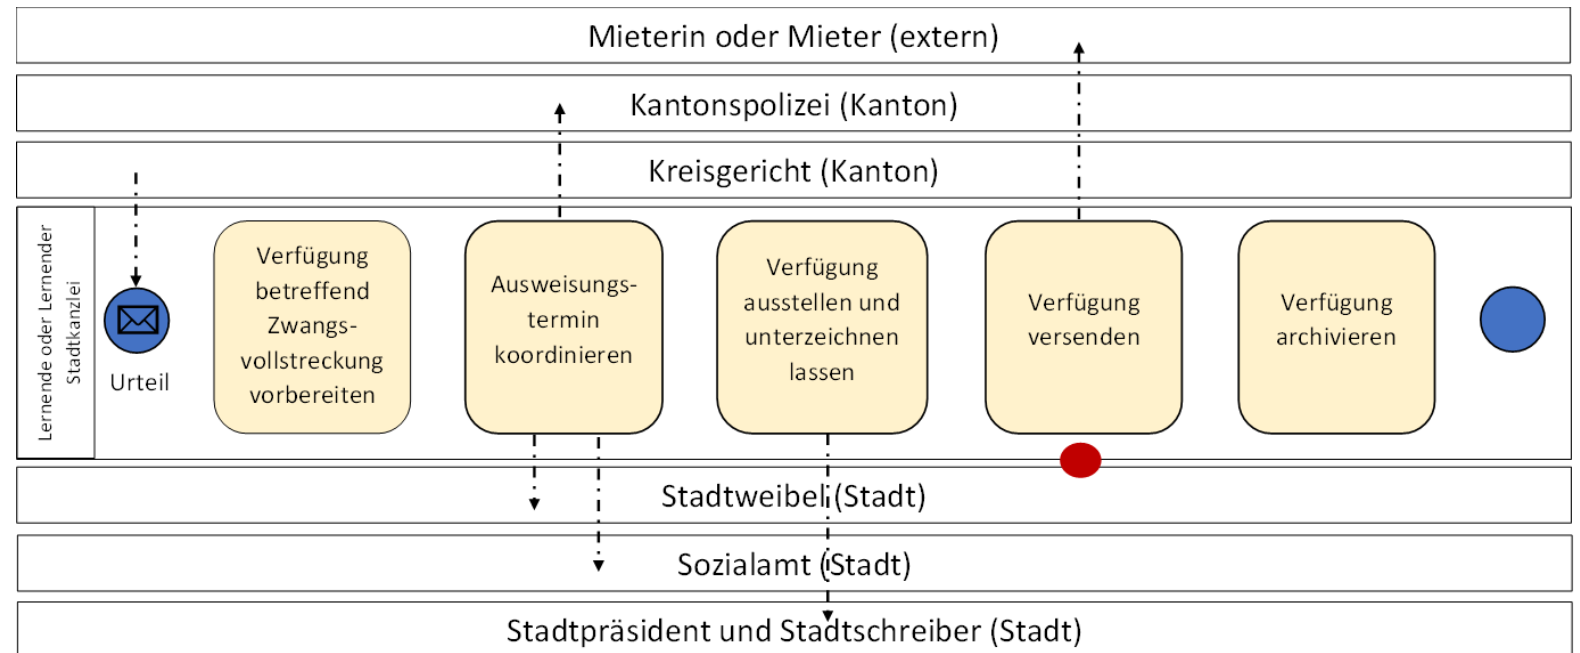 Mieterin oder Mieter (extern)
Kantonspolizei (Kanton)
Kreisgericht (Kanton)
Lernende oder Lernender
Stadtkanzlei
Urteil
Verfügung
betreffend
Zwangs-
vollstreckung
vorbereiten
Ausweisungs-
termin
koordinieren
Verfügung
ausstellen und
unterzeichnen
lassen
Verfügung
versenden
Verfügung
archivieren
Stadtweibel (Stadt)
Sozialamt (Stadt)
Stadtpräsident und Stadtschreiber (Stadt)